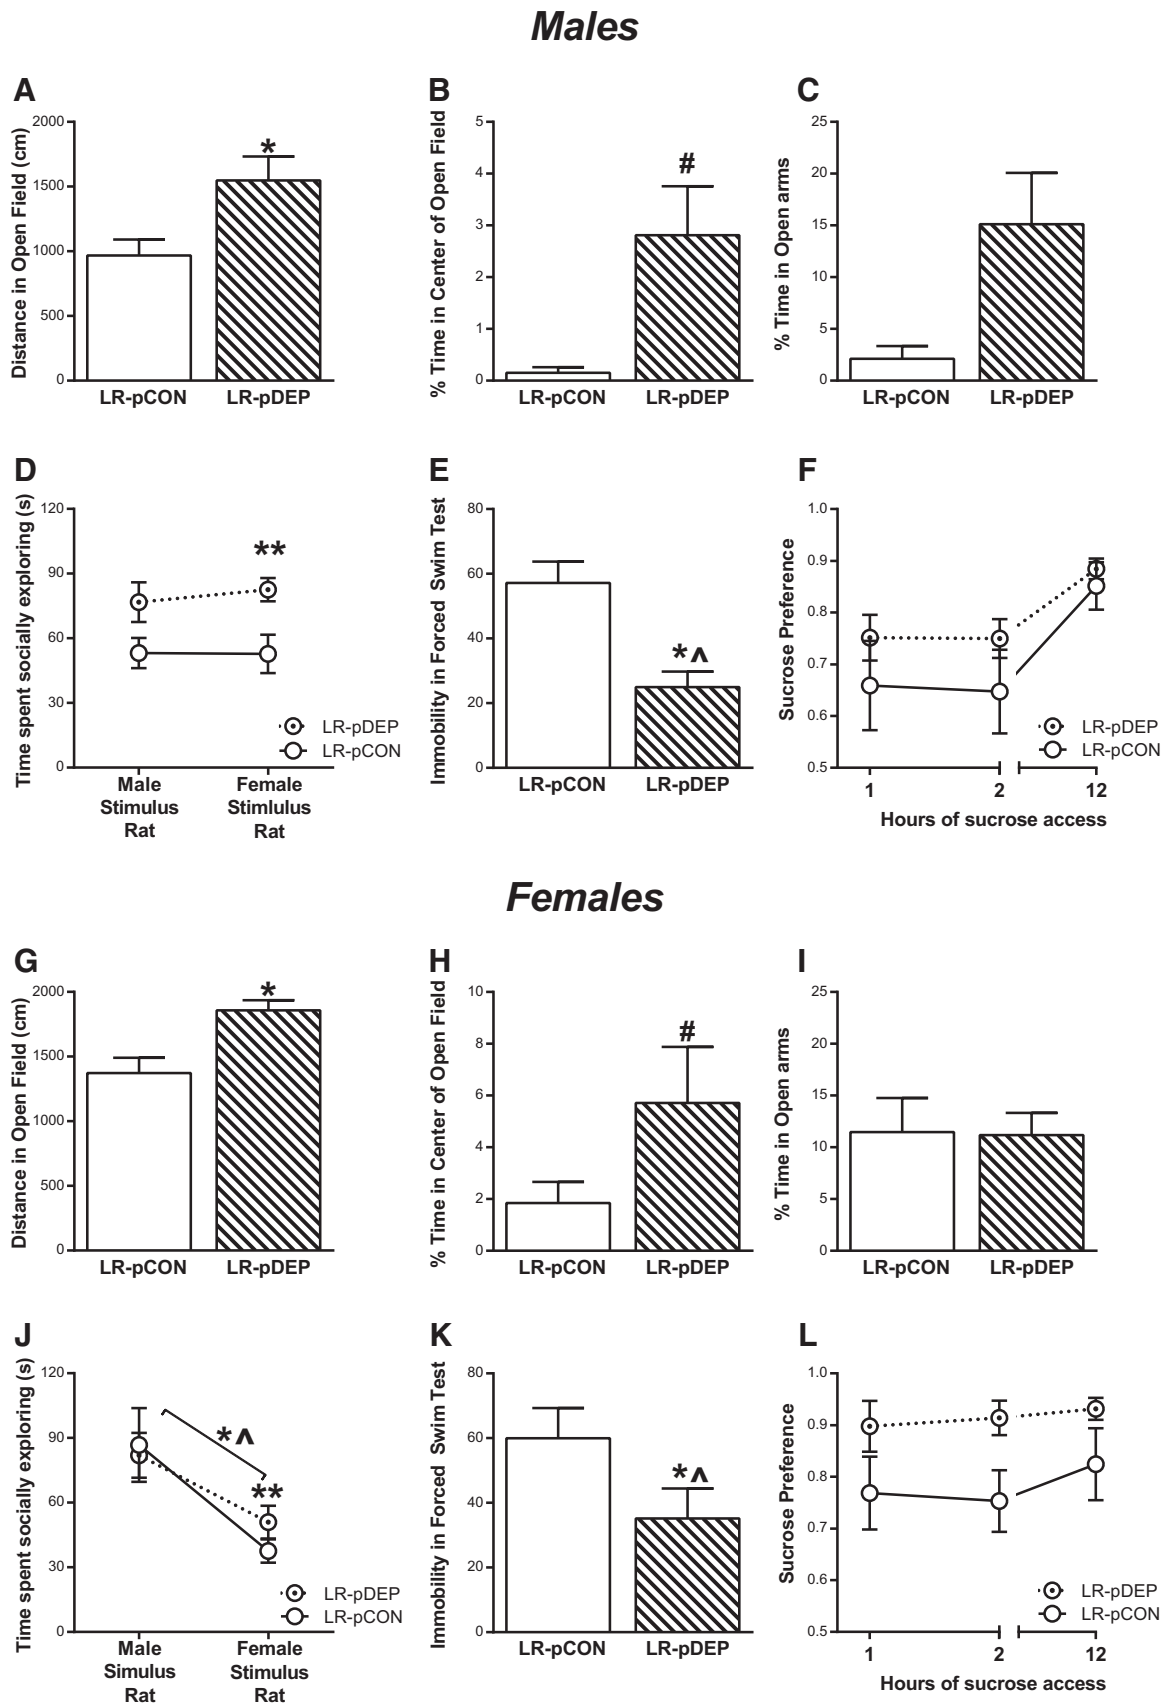 Males
A
Distance in Open Field (cm)
2000
1500
1000
500
0
*
LR-pCON
LR-pDEP
B
% Time in Center of Open Field
5
4
3
2
1
0
#
LR-pCON
LR-pDEP
C
% Time in Open arms
25
20
15
10
5
0
LR-pCON
LR-pDEP
D
Time spent socially exploring (s)
120
90
60
30
0
**
LR-pDEP
LR-pCON
Male
Stimulus
Rat
Female
Stimlulus
Rat
E
Immobility in Forced Swim Test
80
60
40
20
0
*^
LR-pCON
LR-pDEP
F
Sucrose Preference
1.0
0.9
0.8
0.7
0.6
0.5
LR-pDEP
LR-pCON
1
2
12
Hours of sucrose access
Females
G
Distance in Open Field (cm)
2000
1500
1000
500
0
*
LR-pCON
LR-pDEP
H
% Time in Center of Open Field
10
8
6
4
2
0
#
LR-pCON
LR-pDEP
I
% Time in Open arms
25
20
15
10
5
0
LR-pCON
LR-pDEP
J
Time spent socially exploring (s)
120
90
60
30
0
*^
**
LR-pDEP
LR-pCON
Male
Simulus
Rat
Female
Stimulus
Rat
K
Immobility in Forced Swim Test
80
60
40
20
0
*^
LR-pCON
LR-pDEP
L
Sucrose Preference
1.0
0.9
0.8
0.7
0.6
0.5
LR-pDEP
LR-pCON
1
2
12
Hours of sucrose access